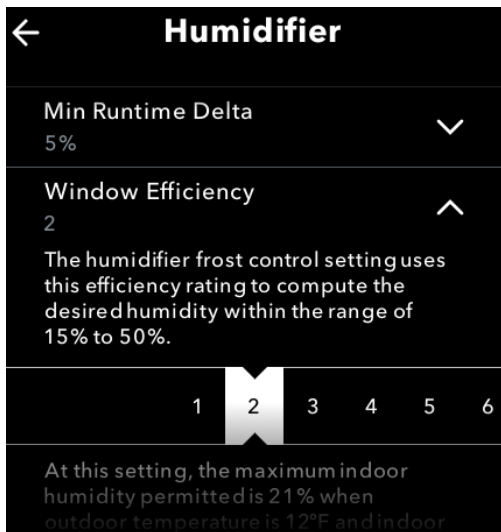 Humidifier
Min Runtime Delta
5%
Window Efficiency
2
The humidifier frost control setting uses
this efficiency rating to compute the
desired humidity within the range of
15% to 50%.
1 2 3 4 5 6
At this setting, the maximum indoor
humidity permitted is 21% when
outdoor temperature is 12°F and indoor